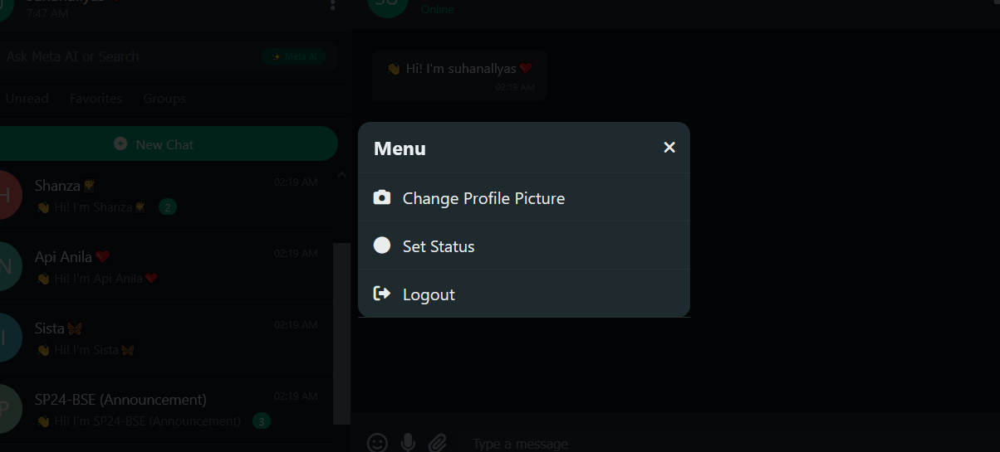 suhanallyas
7:47 AM
Online
Ask Meta AI or Search
Meta AI
Unread Favorites Groups
New Chat
Shanza
02:19 AM
Hi! I'm Shanza
2
Api Anila
02:19 AM
Hi! I'm Api Anila
Sista
02:19 AM
Hi! I'm Sista
SP24-BSE (Announcement)
02:19 AM
Hi! I'm SP24-BSE (Announcement)
3
Hi! I'm suhanallyas
02:19 AM
Menu
Change Profile Picture
Set Status
Logout
Type a message